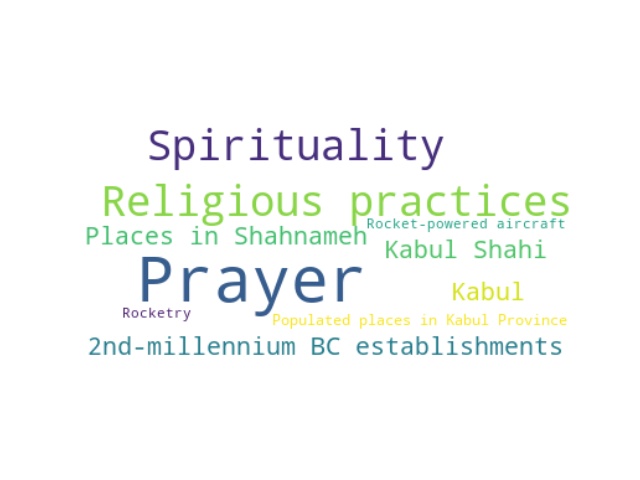 Spirituality
Religious practices
Rocket-powered aircraft
Places in Shahnameh
Kabul Shahi
Prayer
Kabul
Rocketry
Populated places in Kabul Province
2nd-millennium BC establishments